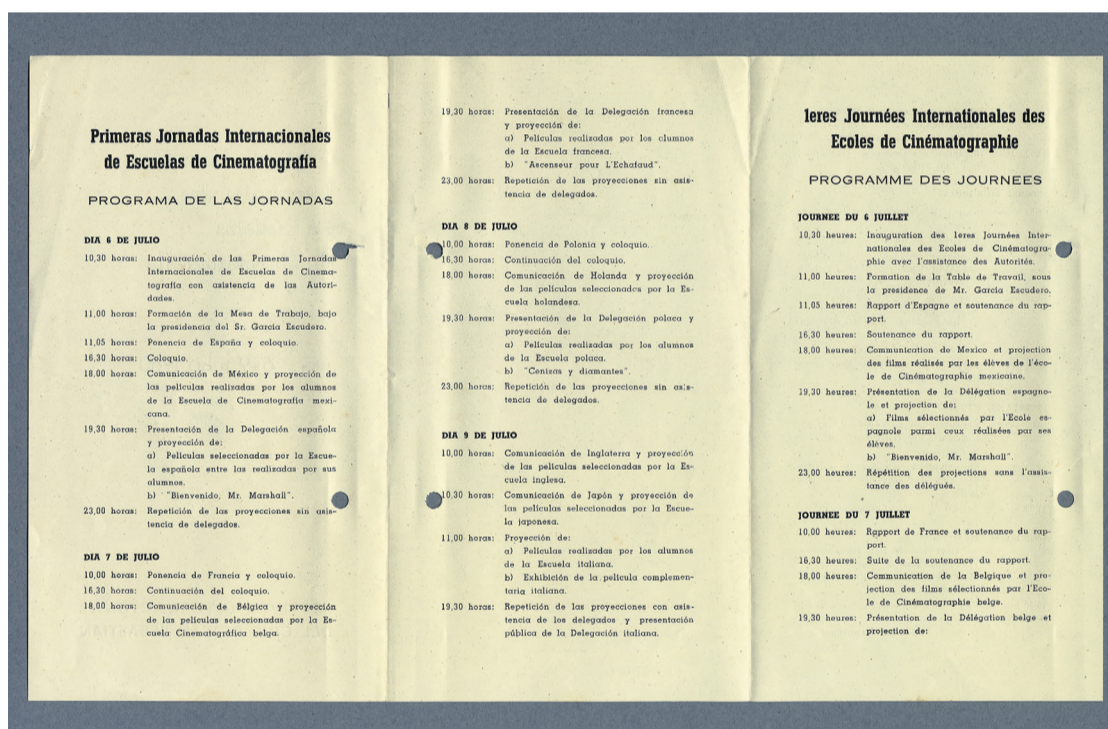 Primeras Jornadas Internacionales
de Escuelas de Cinematografía
PROGRAMA DE LAS JORNADAS
DIA 6 DE JULIO
10,30 horas: Inauguración de las Primeras Jornadas
Internacionales de Escuelas de Cinema-
tografía con asistencia de las Autori-
dades.
11,00 horas: Formación de la Mesa de Trabajo, bajo
la presidencia del Sr. García Escudero.
11,05 horas: Ponencia de España y coloquio.
16,30 horas: Coloquio.
18,00 horas: Comunicación de México y proyección de
las películas realizadas por los alumnos
de la Escuela de Cinematografía mexi-
cana.
19,30 horas: Presentación de la Delegación española
y proyección de:
a) Películas seleccionadas por la Escue-
la española entre las realizadas por sus
alumnos.
b) "Bienvenido, Mr. Marshall".
23,00 horas: Repetición de las proyecciones sin asis-
tencia de delegados.
DIA 7 DE JULIO
10,00 horas: Ponencia de Francia y coloquio.
16,30 horas: Continuación del coloquio.
18,00 horas: Comunicación de Bélgica y proyección
de las películas seleccionadas por la Es-
cuela Cinematográfica belga.
19,30 horas: Presentación de la Delegación francesa
y proyección de:
a) Películas realizadas por los clumnos
de la Escuela francesa.
b) "Ascenseur pour L'Echafaud".
23,00 horas: Repetición de las proyecciones sin asis-
tencia de delegados.
DIA 8 DE JULIO
10,00 horas: Ponencia de Polonia y coloquio.
16,30 horas: Continuación del coloquio.
18,00 horas: Comunicación de Holanda y proyección
de las películas seleccionadas por la Es-
cuela holandesa.
19,30 horas: Presentación de la Delegación polaca y
proyección de:
a) Películas realizadas por los alumnos
de la Escuela polaca.
b) "Cenizas y diamantes".
23,00 horas: Repetición de las proyecciones sin asis-
tencia de delegados.
DIA 9 DE JULIO
10,00 horas: Comunicación de Inglaterra y proyección
de las películas seleccionadas por la Es-
cuela inglesa.
10,30 horas: Comunicación de Japón y proyección de
las películas seleccionadas por la Escue-
la japonesa.
11,00 horas: Proyección de:
a) Películas realizadas por los alumnos
de la Escuela italiana.
b) Exhibición de la película complemen-
taria italiana.
19,30 horas: Repetición de las proyecciones con asis-
tencia de los delegados y presentación
pública de la Delegación italiana.
1eres Journées Internationales des
Ecoles de Cinématographie
PROGRAMME DES JOURNEES
JOURNEE DU 6 JUILLET
10,30 heures: Inauguration des 1eres Journées Inter-
nationales des Ecoles de Cinématogra-
phie avec l'assistance des Autorités.
11,00 heures: Formation de la Table de Travail, sous
la presidence de Mr. García Escudero.
11,05 heures: Rapport d'Espagne et soutenance du rap-
port.
16,30 heures: Soutenance du rapport.
18,00 heures: Communication de Mexico et projection
des films réalisés par les élèves de l'éco-
le de Cinématographie mexicaine.
19,30 heures: Présentation de la Délégation espagno-
le et projection de:
a) Films sélectionnés par l'Ecole es-
pagnole parmi ceux réalisées par ses
élèves.
b) "Bienvenido, Mr. Marshall".
23,00 heures: Répétition des projections sans l'assis-
tance des délégués.
JOURNEE DU 7 JUILLET
10,00 heures: Rapport de France et soutenance du rap-
port.
16,30 heures: Suite de la soutenance du rapport.
18,00 heures: Communication de la Belgique et pro-
jection des films sélectionnés par l'Eco-
le de Cinématographie belge.
19,30 heures: Présentation de la Délégation belge et
projection de: